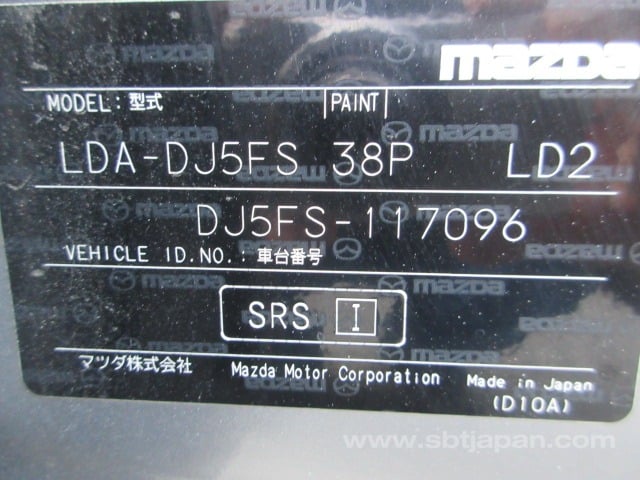 mazda
MODEL: 型式 PAINT
LDA-DJ5FS 38P LD2
DJ5FS-117096
VEHICLE ID.NO.: 車台番号
SRS I
マツダ株式会社 Mazda Motor Corporation Made in Japan
(D10A)
www.sbtjapan.com